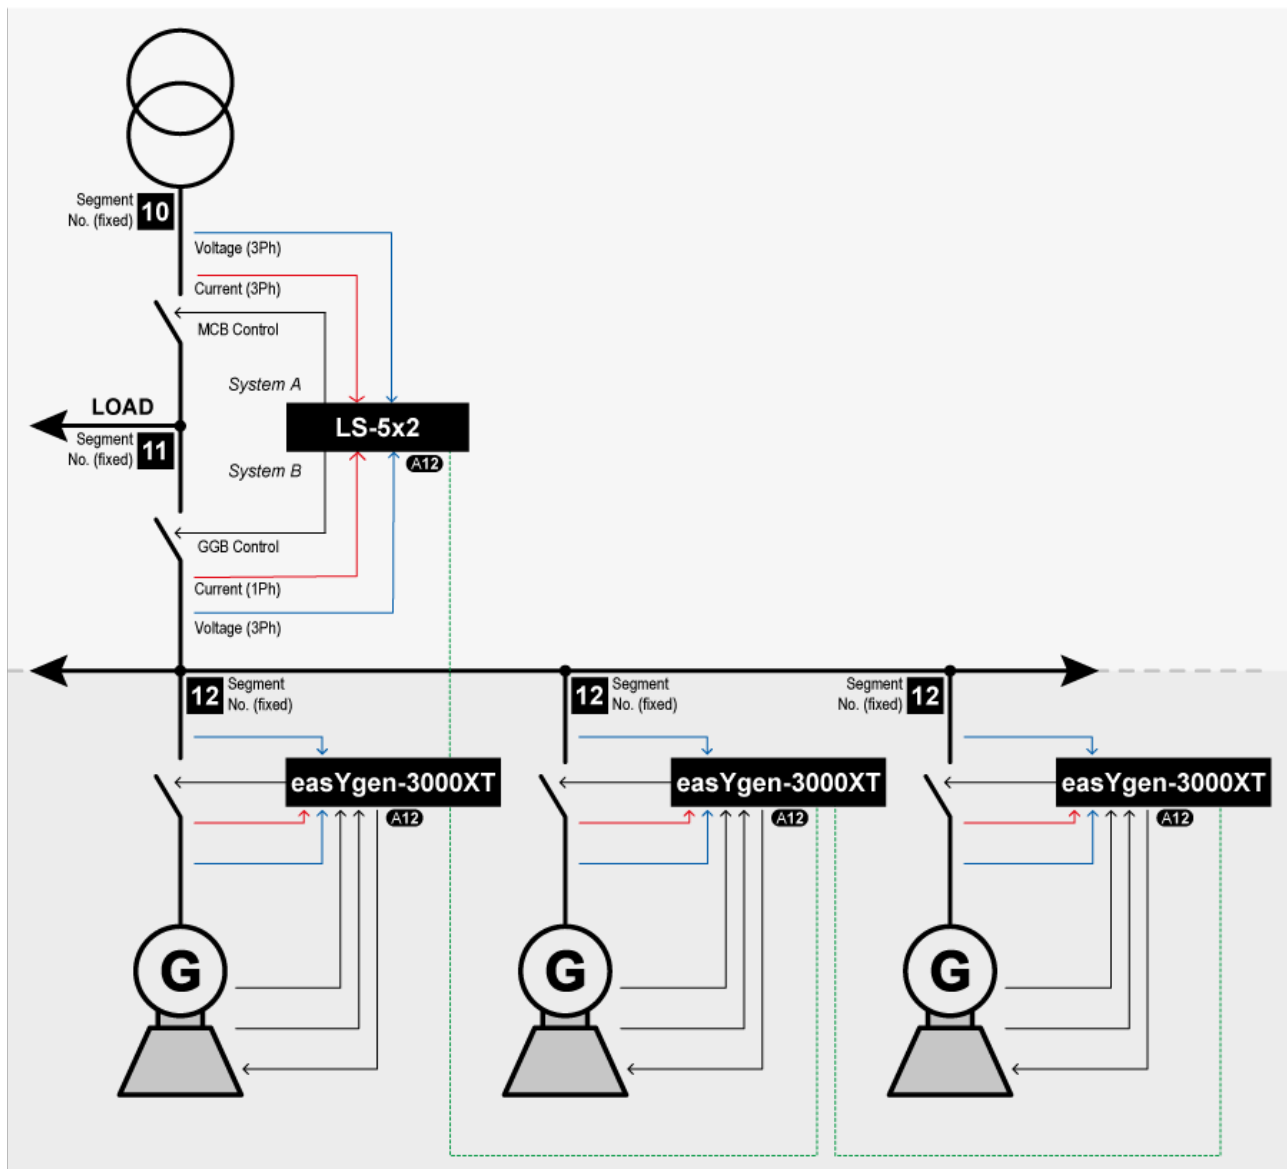 Segment
No. (fixed)
10
Voltage (3Ph)
Current (3Ph)
MCB Control
System A
LOAD
LS-5x2
Segment
No. (fixed)
11
A12
System B
GGB Control
Current (1Ph)
Voltage (3Ph)
12
Segment
No. (fixed)
12
Segment
No. (fixed)
Segment
No. (fixed)
12
easYgen-3000XT
easYgen-3000XT
easYgen-3000XT
A12
A12
A12
G
G
G